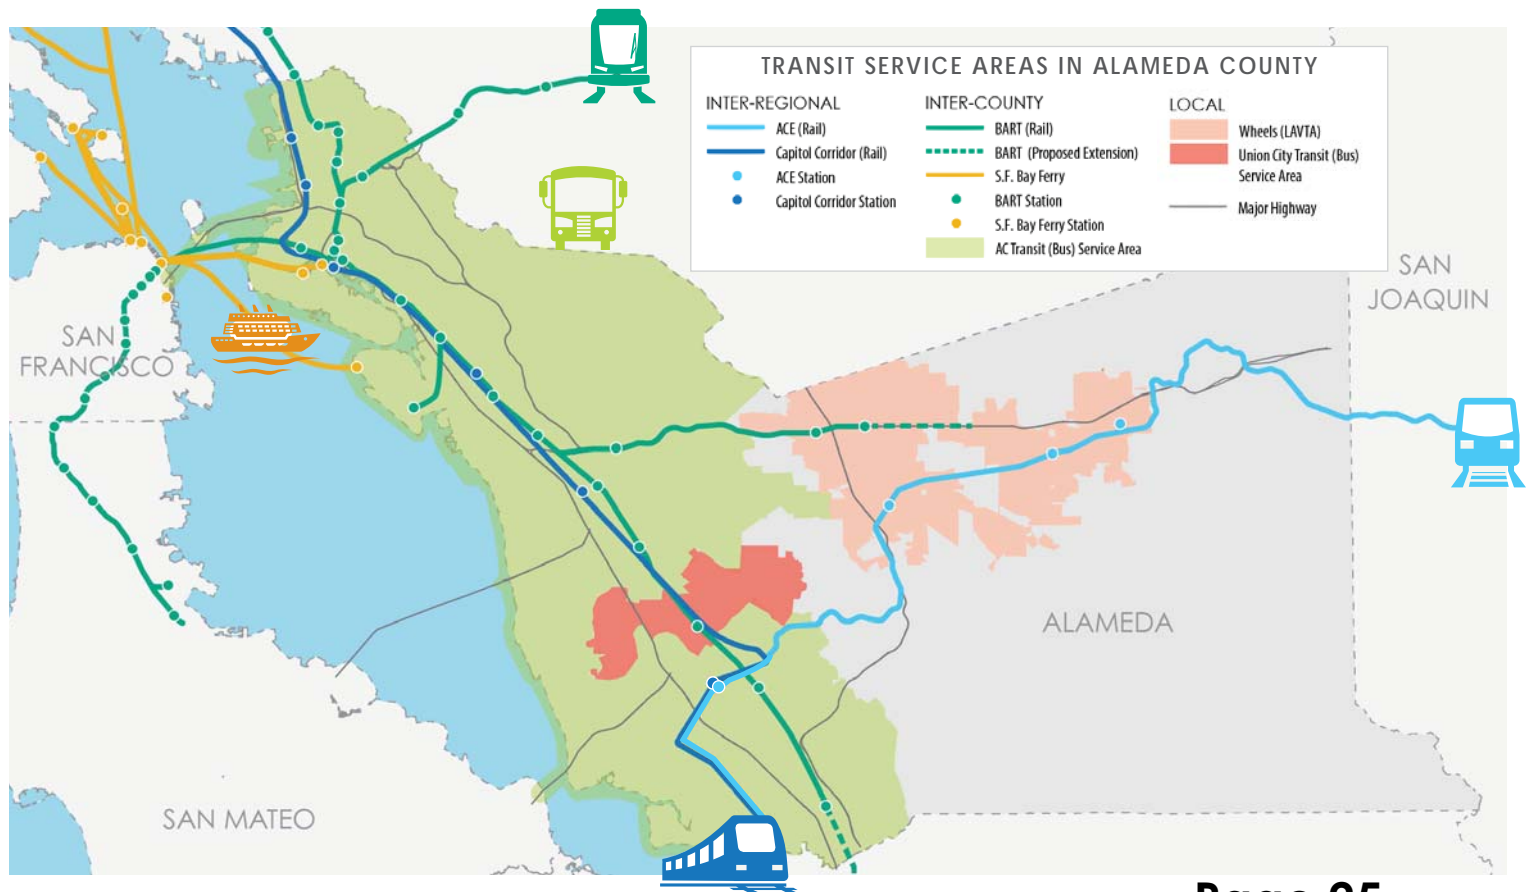 TRANSIT SERVICE AREAS IN ALAMEDA COUNTY
INTER-REGIONAL
ACE (Rail)
Capitol Corridor (Rail)
ACE Station
Capitol Corridor Station
INTER-COUNTY
BART (Rail)
BART (Proposed Extension)
S.F. Bay Ferry
BART Station
S.F. Bay Ferry Station
AC Transit (Bus) Service Area
LOCAL
Wheels (LAVTA)
Union City Transit (Bus)
Service Area
Major Highway
SAN
JOAQUIN
SAN
FRANCISCO
ALAMEDA
SAN MATEO
Page 95